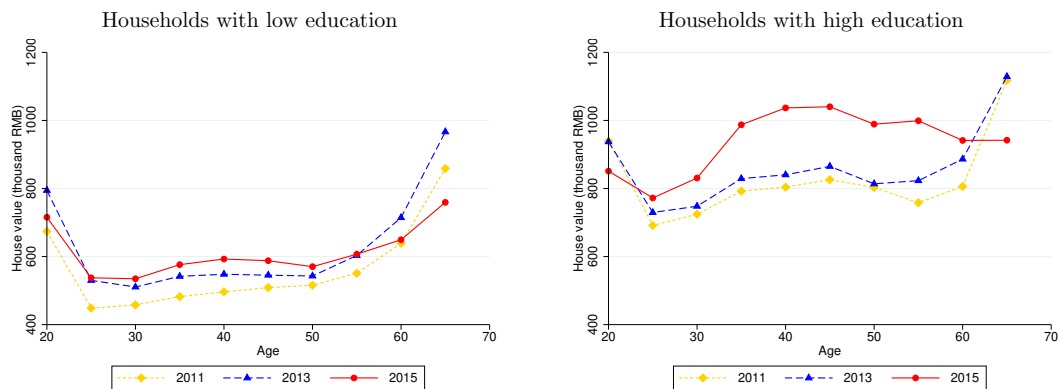 Households with low education
House value (thousand RMB)
1200
1000
800
600
400
20 30 40 50 60 70
Age
2011 2013 2015
Households with high education
House value (thousand RMB)
1200
1000
800
600
400
20 30 40 50 60 70
Age
2011 2013 2015